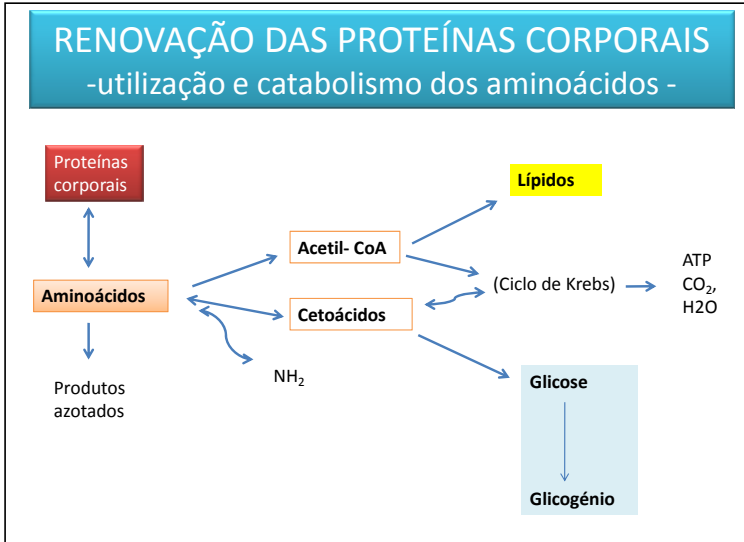 RENOVAÇÃO DAS PROTEÍNAS CORPORAIS
-utilização e catabolismo dos aminoácidos -
Proteínas
corporais
Lípidos
Acetil- CoA
(Ciclo de Krebs)
ATP
CO₂,
H2O
Aminoácidos
Cetoácidos
NH₂
Produtos
azotados
Glicose
Glicogénio